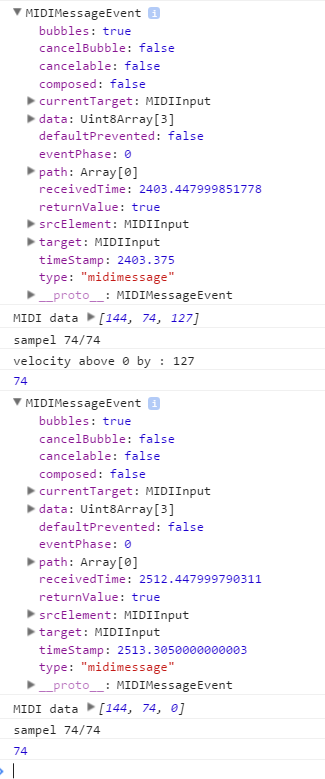 ▼MIDIMessageEvent i
bubbles: true
cancelBubble: false
cancelable: false
composed: false
▶currentTarget: MIDIInput
▶data: Uint8Array[3]
defaultPrevented: false
eventPhase: 0
▶path: Array[0]
receivedTime: 2403.447999851778
returnValue: true
▶srcElement: MIDIInput
▶target: MIDIInput
timeStamp: 2403.375
type: "midimessage"
▶__proto__: MIDIMessageEvent
MIDI data ▶[144, 74, 127]
sampel 74/74
velocity above 0 by : 127
74
▼MIDIMessageEvent i
bubbles: true
cancelBubble: false
cancelable: false
composed: false
▶currentTarget: MIDIInput
▶data: Uint8Array[3]
defaultPrevented: false
eventPhase: 0
▶path: Array[0]
receivedTime: 2512.447999790311
returnValue: true
▶srcElement: MIDIInput
▶target: MIDIInput
timeStamp: 2513.3050000000003
type: "midimessage"
▶__proto__: MIDIMessageEvent
MIDI data ▶[144, 74, 0]
sampel 74/74
74